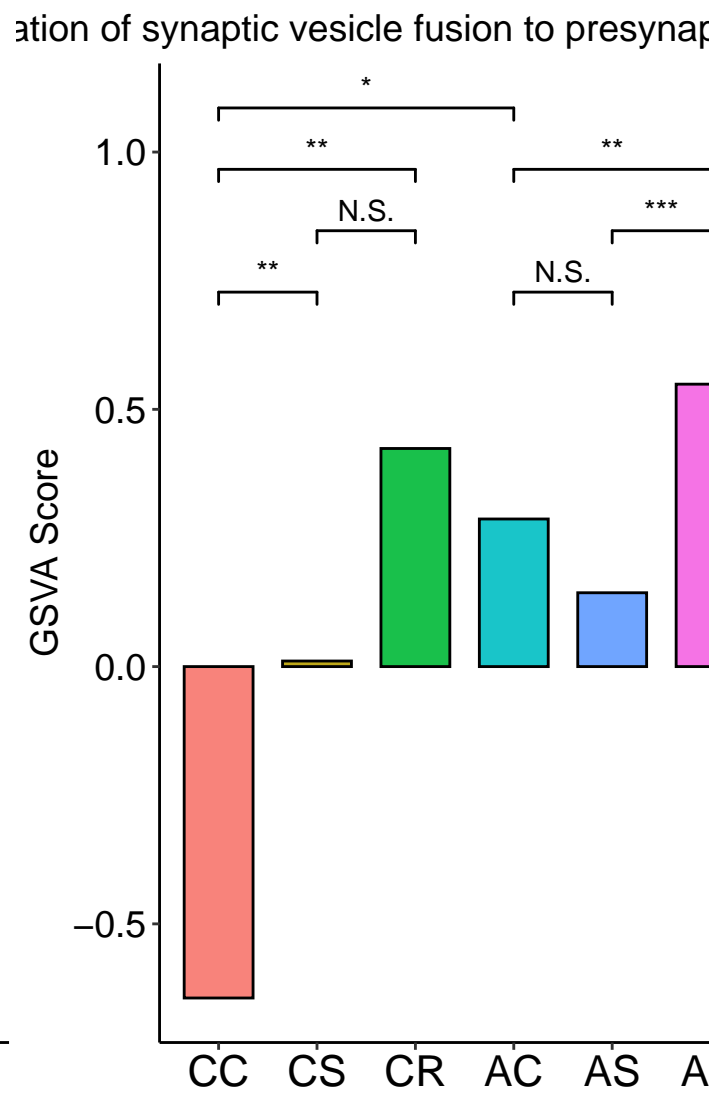 ation of synaptic vesicle fusion to presynap
*
1.0
**
**
N.S.
***
**
N.S.
0.5
GSVA Score
0.0
−0.5
CC CS CR AC AS A